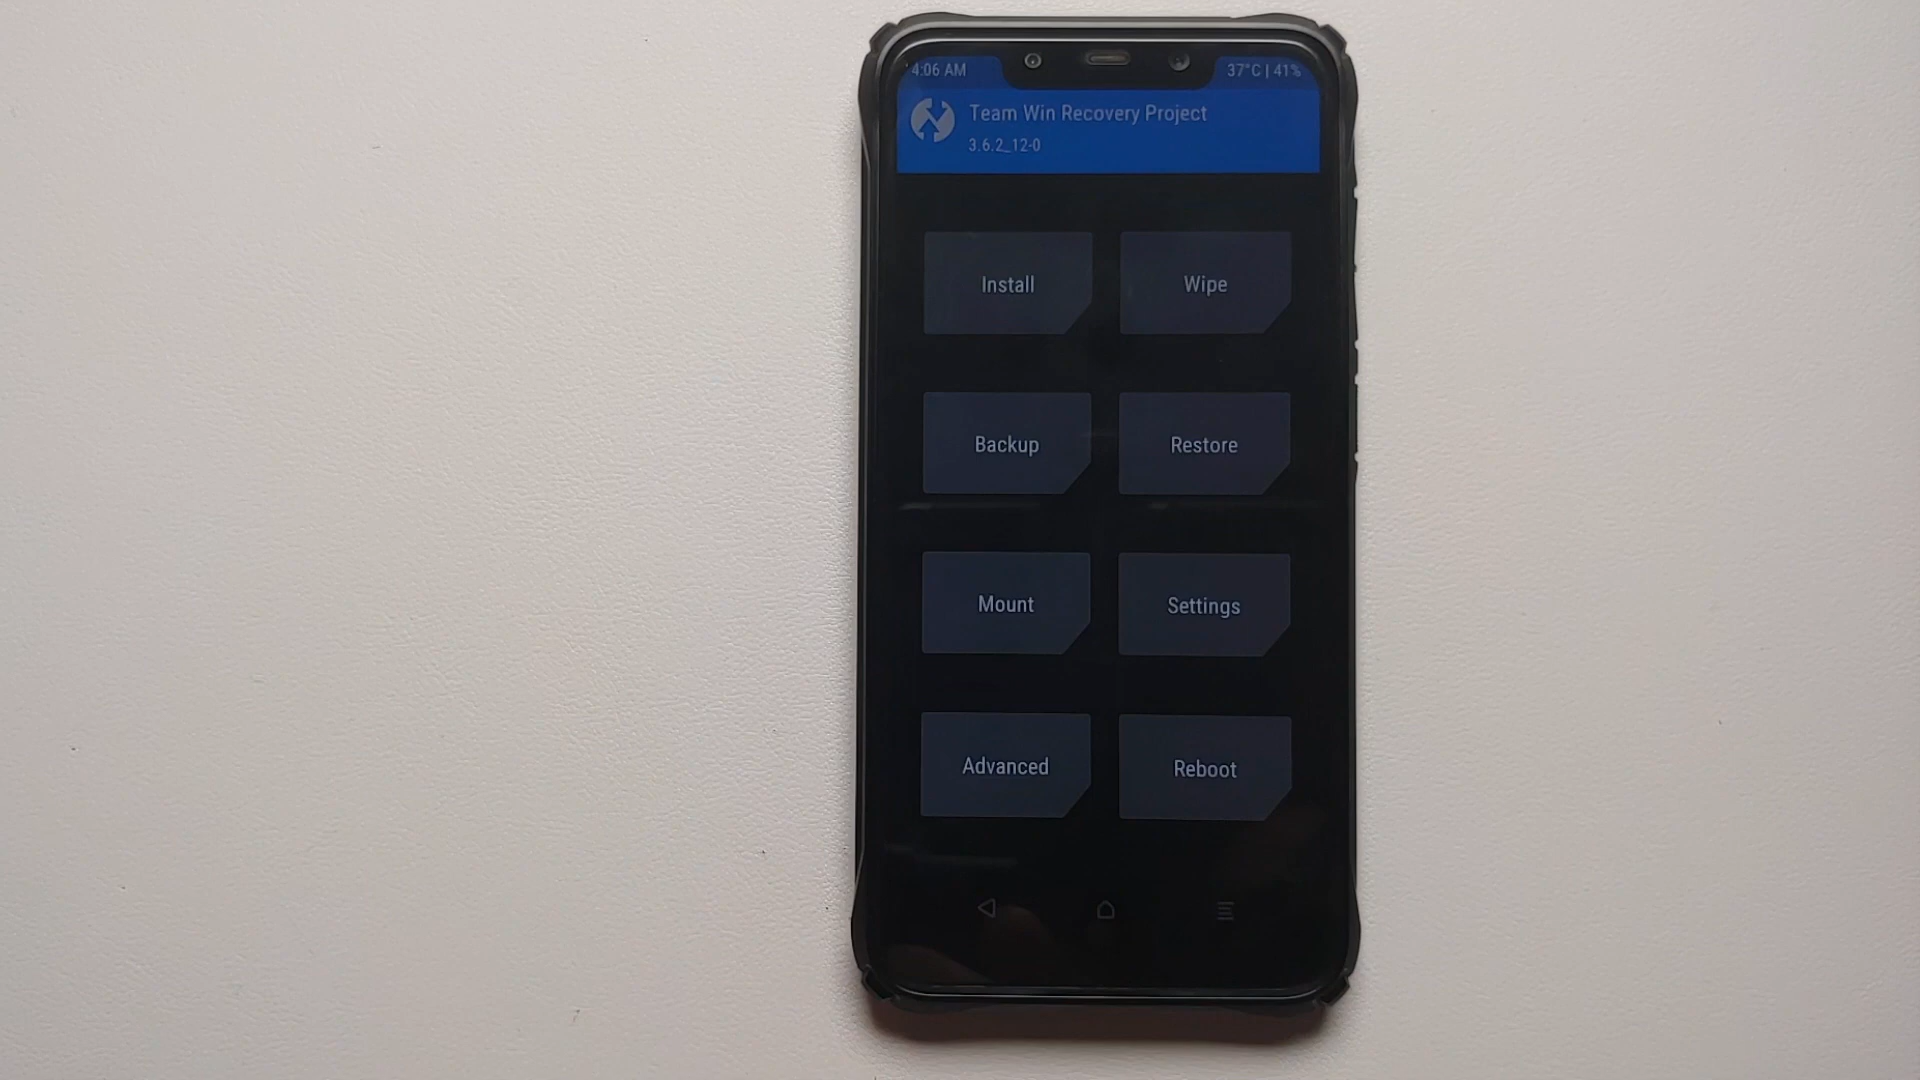 4:06 AM
37°C | 41%
Team Win Recovery Project
3.6.2_12-0
Install
Wipe
Backup
Restore
Mount
Settings
Advanced
Reboot